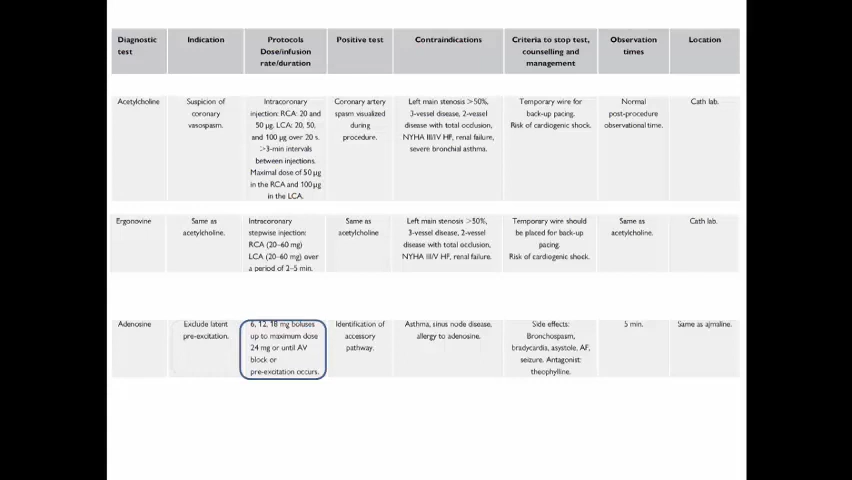 Diagnostic test
Indication
Protocols
Dose/infusion
rate/duration
Positive test
Contraindications
Criteria to stop test,
counselling and
management
Observation
times
Location
Acetylcholine
Suspicion of
coronary
vasospasm.
Intracoronary
injection: RCA: 20 and
50 µg. LCA: 20, 50,
and 100 µg over 20 s.
>3-min intervals
between injections.
Maximal dose of 50 µg
in the RCA and 100 µg
in the LCA.
Coronary artery
spasm visualized
during
procedure.
Left main stenosis >50%,
3-vessel disease, 2-vessel
disease with total occlusion,
NYHA III/IV HF, renal failure,
severe bronchial asthma.
Temporary wire for
back-up pacing.
Risk of cardiogenic shock.
Normal
post-procedure
observational time.
Cath lab.
Ergonovine
Same as
acetylcholine.
Intracoronary
stepwise injection:
RCA (20–60 mg)
LCA (20–60 mg) over
a period of 2–5 min.
Same as
acetylcholine
Left main stenosis >50%,
3-vessel disease, 2-vessel
disease with total occlusion,
NYHA III/IV HF, renal failure.
Temporary wire should
be placed for back-up
pacing.
Risk of cardiogenic shock.
Same as
acetylcholine.
Cath lab.
Adenosine
Exclude latent
pre-excitation.
6, 12, 18 mg boluses
up to maximum dose
24 mg or until AV
block or
pre-excitation occurs.
Identification of
accessory
pathway.
Asthma, sinus node disease,
allergy to adenosine.
Side effects:
Bronchospasm,
bradycardia, asystole, AF,
seizure. Antagonist:
theophylline.
5 min.
Same as ajmaline.